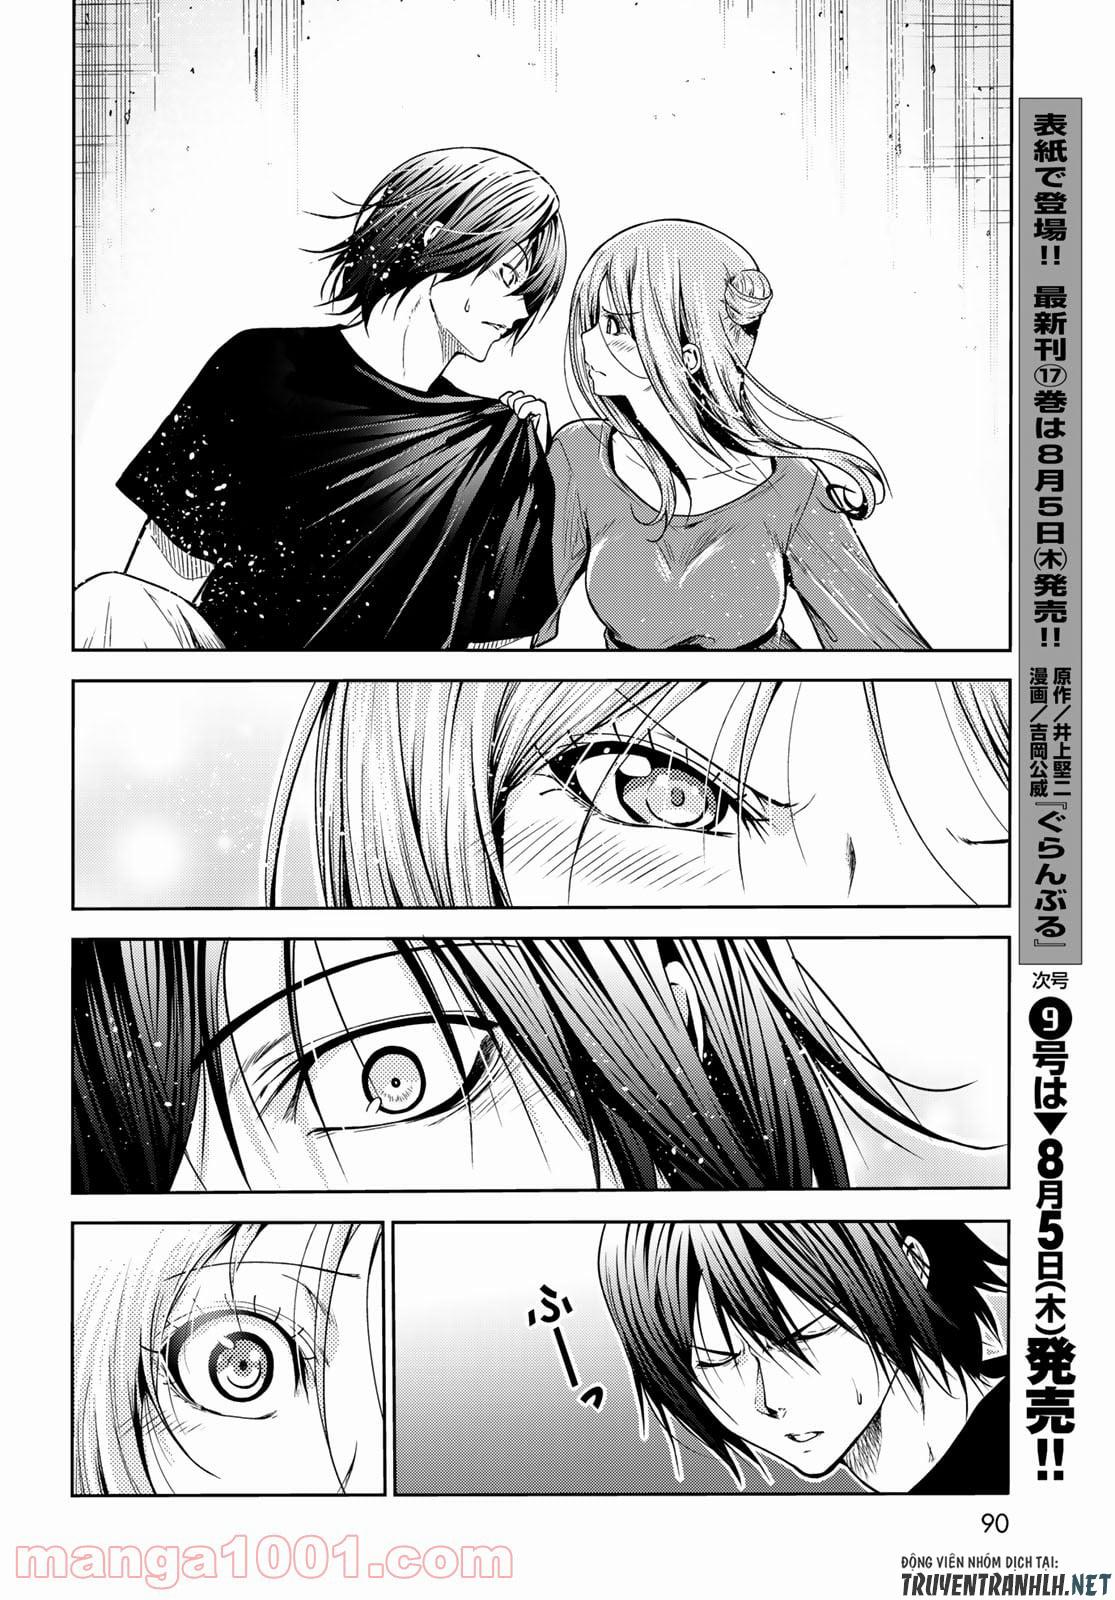 表紙で登場!! 最新刊⑰巻は8月5日(木)発売!!
原作/井上堅二
漫画/吉岡公威
『ぐらんぶる』
次号
❾号は▼8月5日(木)発売!!
ふーっ
90
manga1001.com
ĐỘNG VIÊN NHÓM DỊCH TẠI:
TRUYENTRANHLH.NET